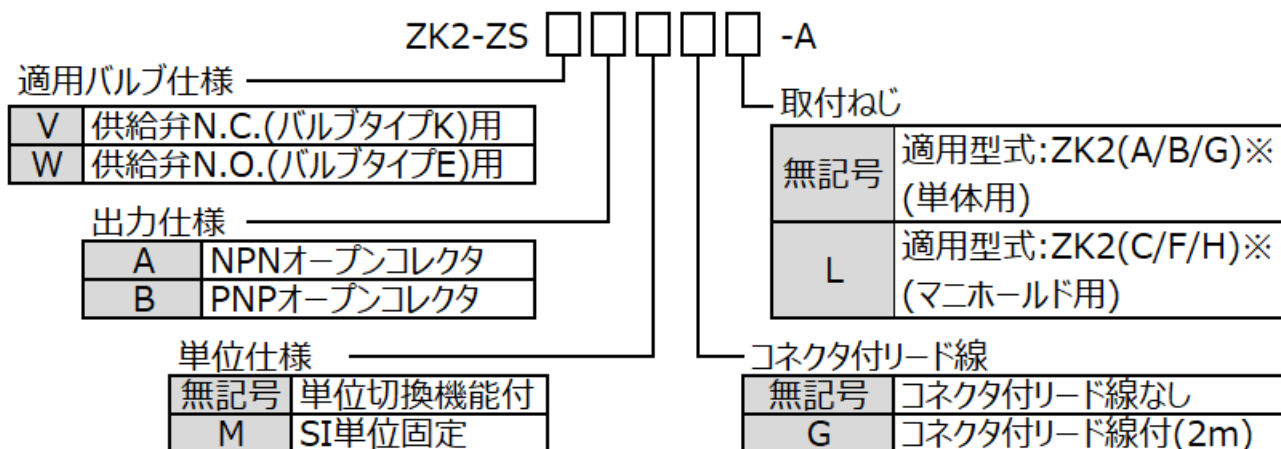 ZK2-ZS □ □ □ □ □ -A
適用バルブ仕様
V 供給弁N.C.(バルブタイプK)用
W 供給弁N.O.(バルブタイプE)用
出力仕様
A NPNオープンコレクタ
B PNPオープンコレクタ
単位仕様
無記号 単位切換機能付
M SI単位固定
取付ねじ
無記号 適用型式:ZK2(A/B/G)※
(単体用)
L 適用型式:ZK2(C/F/H)※
(マニホールド用)
コネクタ付リード線
無記号 コネクタ付リード線なし
G コネクタ付リード線付(2m)